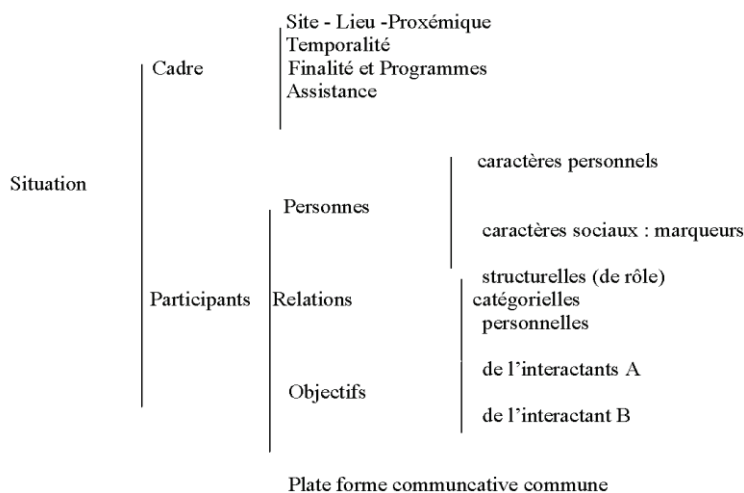 Site - Lieu -Proxémique
Temporalité
Cadre
Finalité et Programmes
Assistance
caractères personnels
Situation
Personnes
caractères sociaux : marqueurs
structurelles (de rôle)
Participants
Relations
catégorielles
personnelles
de l'interactants A
Objectifs
de l'interactant B
Plate forme communcative commune